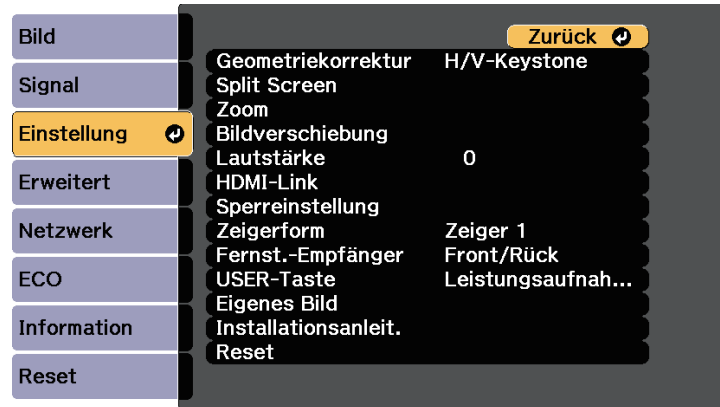 Bild
Signal
Einstellung
Erweitert
Netzwerk
ECO
Information
Reset
Zurück
Geometriekorrektur H/V-Keystone
Split Screen
Zoom
Bildverschiebung
Lautstärke 0
HDMI-Link
Sperreinstellung
Zeigerform Zeiger 1
Fernst.-Empfänger Front/Rück
USER-Taste Leistungsaufnah...
Eigenes Bild
Installationsanleit.
Reset